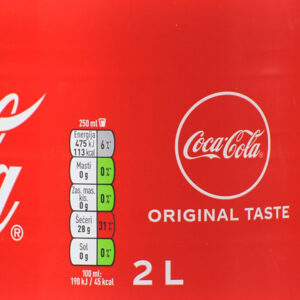 250 ml
Energija
475 kJ
113 kcal
6%*
Masti
0 g
0%*
Zas. mas.
kis.
0 g
0%*
Šećeri
28 g
31%*
Sol
0 g
0%*
100 ml:
190 kJ / 45 kcal
Coca-Cola
®
ORIGINAL TASTE
2 L
®